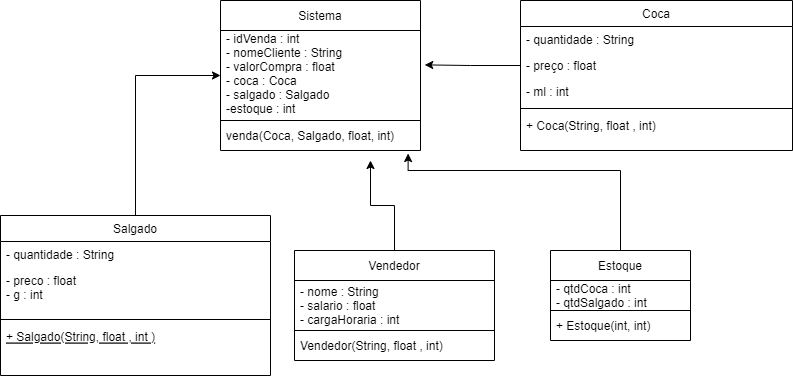 Sistema
- idVenda : int
- nomeCliente : String
- valorCompra : float
- coca : Coca
- salgado : Salgado
-estoque : int
venda(Coca, Salgado, float, int)
Coca
- quantidade : String
- preço : float
- ml : int
+ Coca(String, float , int)
Salgado
- quantidade : String
- preco : float
- g : int
+ Salgado(String, float , int )
Vendedor
- nome : String
- salario : float
- cargaHoraria : int
Vendedor(String, float , int)
Estoque
- qtdCoca : int
- qtdSalgado : int
+ Estoque(int, int)